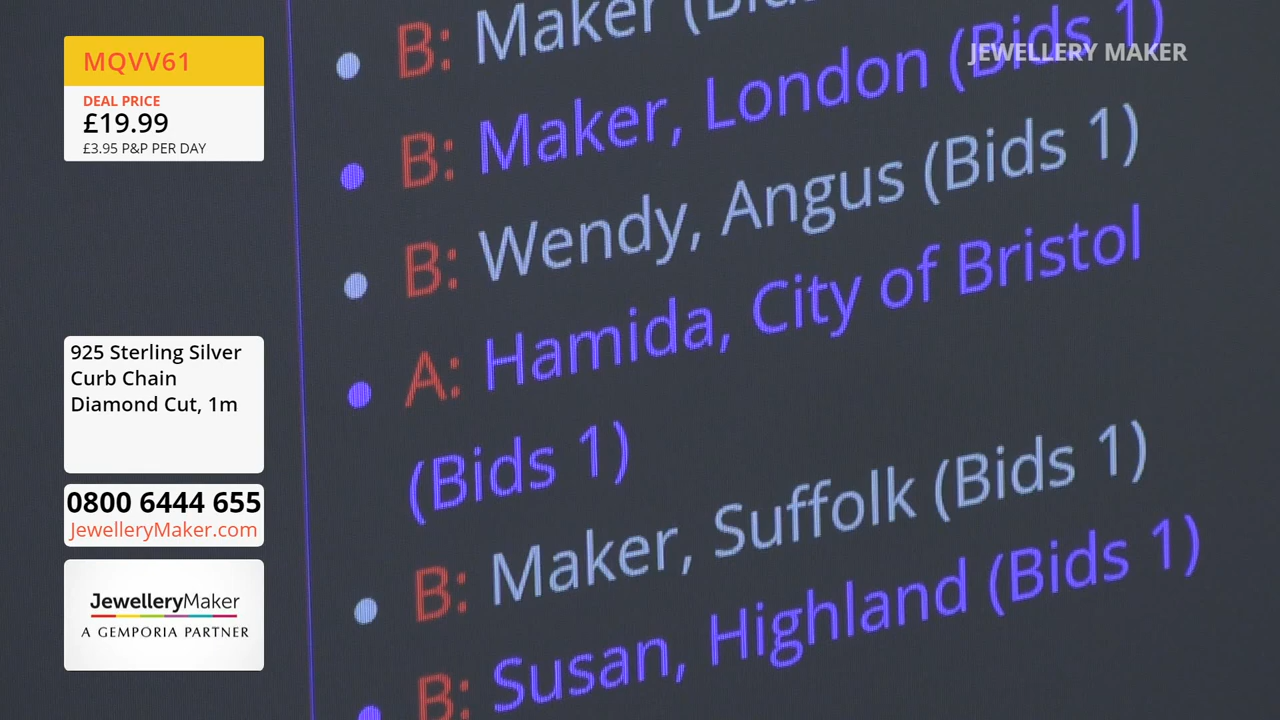 MQVV61
DEAL PRICE
£19.99
£3.95 P&P PER DAY
925 Sterling Silver
Curb Chain
Diamond Cut, 1m
0800 6444 655
JewelleryMaker.com
JewelleryMaker
A GEMPORIA PARTNER
JEWELLERY MAKER
B: Maker (Bids
B: Maker, London (Bids 1)
B: Wendy, Angus (Bids 1)
A: Hamida, City of Bristol
(Bids 1)
B: Maker, Suffolk (Bids 1)
B: Susan, Highland (Bids 1)